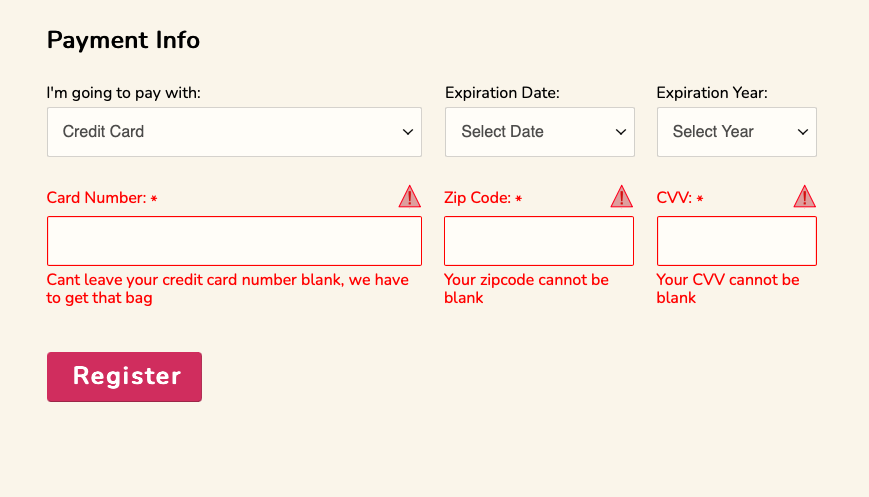 Payment Info
I'm going to pay with:
Expiration Date:
Expiration Year:
Credit Card
Select Date
Select Year
Card Number: *
Zip Code: *
CVV: *
Cant leave your credit card number blank, we have
to get that bag
Your zipcode cannot be
blank
Your CVV cannot be
blank
Register